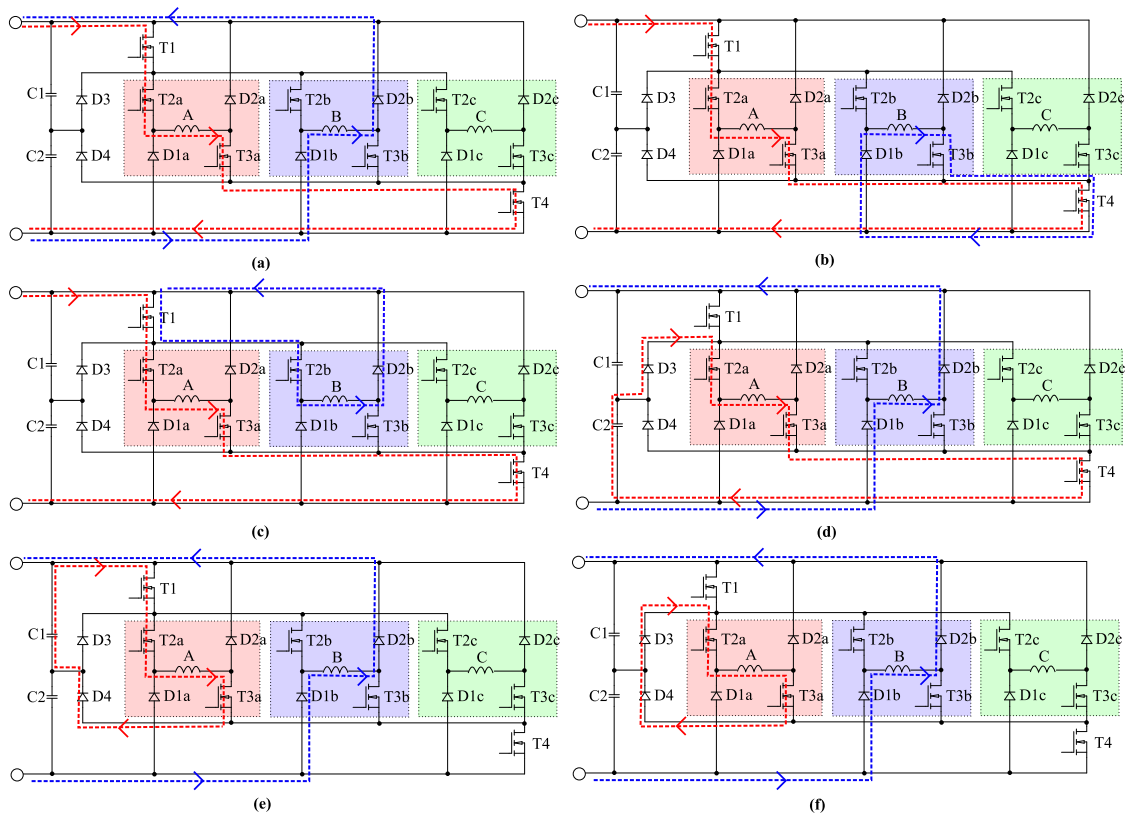 T1
C1
D3
T2a
D2a
T2b
D2b
T2c
D2c
A
B
C
C2
D4
D1a
T3a
D1b
T3b
D1c
T3c
T4
(a)
T1
C1
D3
T2a
D2a
T2b
D2b
T2c
D2c
A
B
C
C2
D4
D1a
T3a
D1b
T3b
D1c
T3c
T4
(b)
T1
C1
D3
T2a
D2a
T2b
D2b
T2c
D2c
A
B
C
C2
D4
D1a
T3a
D1b
T3b
D1c
T3c
T4
(c)
T1
C1
D3
T2a
D2a
T2b
D2b
T2c
D2c
A
B
C
C2
D4
D1a
T3a
D1b
T3b
D1c
T3c
T4
(d)
T1
C1
D3
T2a
D2a
T2b
D2b
T2c
D2c
A
B
C
C2
D4
D1a
T3a
D1b
T3b
D1c
T3c
T4
(e)
T1
C1
D3
T2a
D2a
T2b
D2b
T2c
D2c
A
B
C
C2
D4
D1a
T3a
D1b
T3b
D1c
T3c
T4
(f)